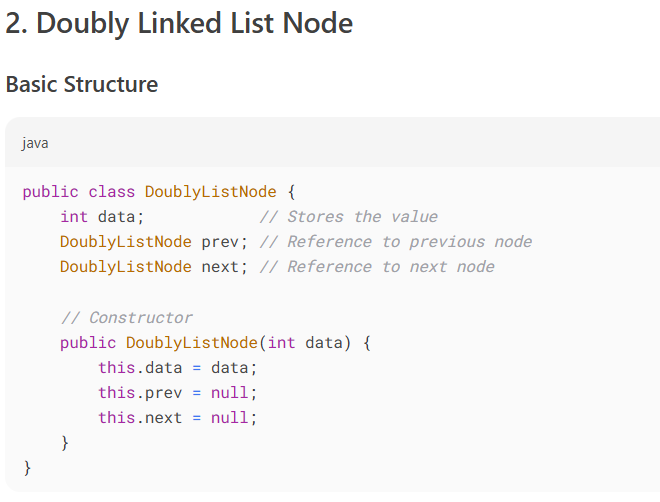 2. Doubly Linked List Node
Basic Structure
java
public class DoublyListNode {
    int data;            // Stores the value
    DoublyListNode prev; // Reference to previous node
    DoublyListNode next; // Reference to next node

    // Constructor
    public DoublyListNode(int data) {
        this.data = data;
        this.prev = null;
        this.next = null;
    }
}